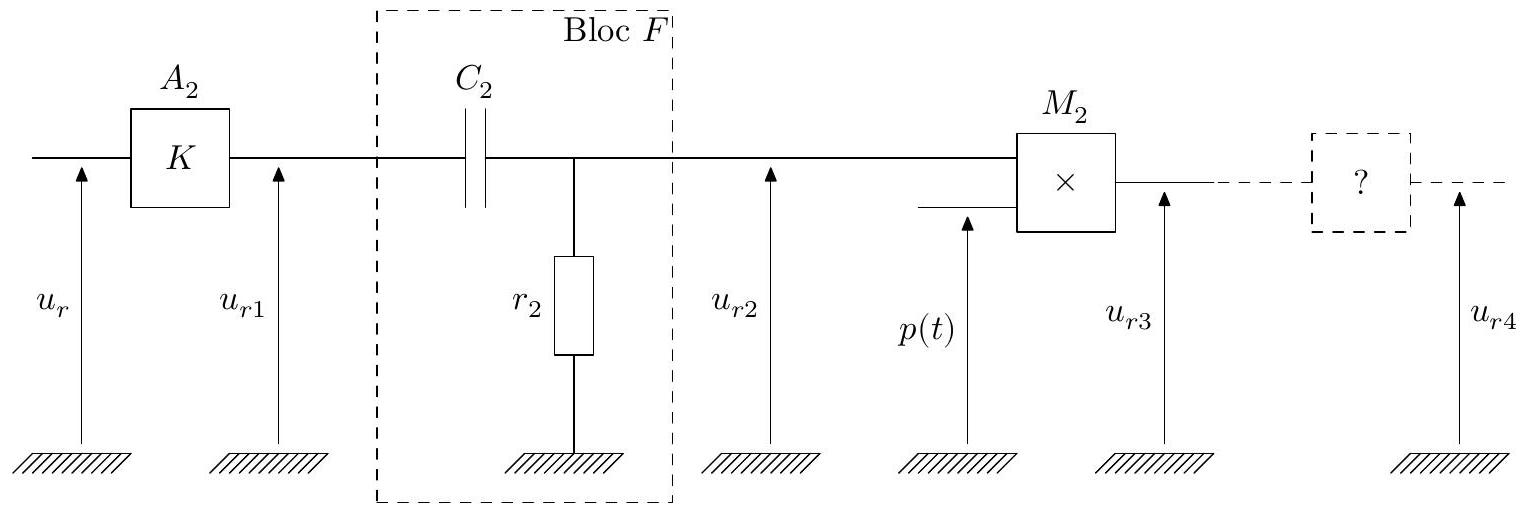 Bloc F
A₂
C₂
M₂
K
×
?
uᵣ
uᵣ₁
r₂
uᵣ₂
p(t)
uᵣ₃
uᵣ₄